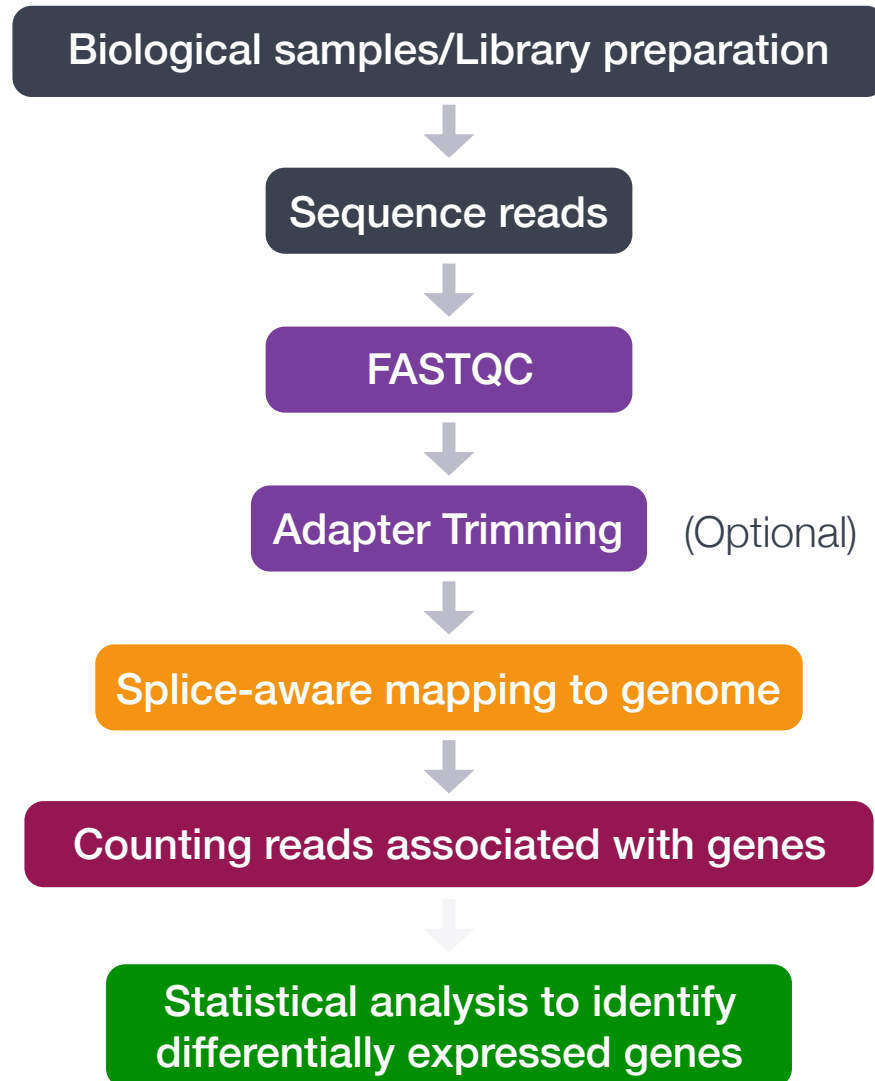 Biological samples/Library preparation
Sequence reads
FASTQC
Adapter Trimming
(Optional)
Splice-aware mapping to genome
Counting reads associated with genes
Statistical analysis to identify
differentially expressed genes